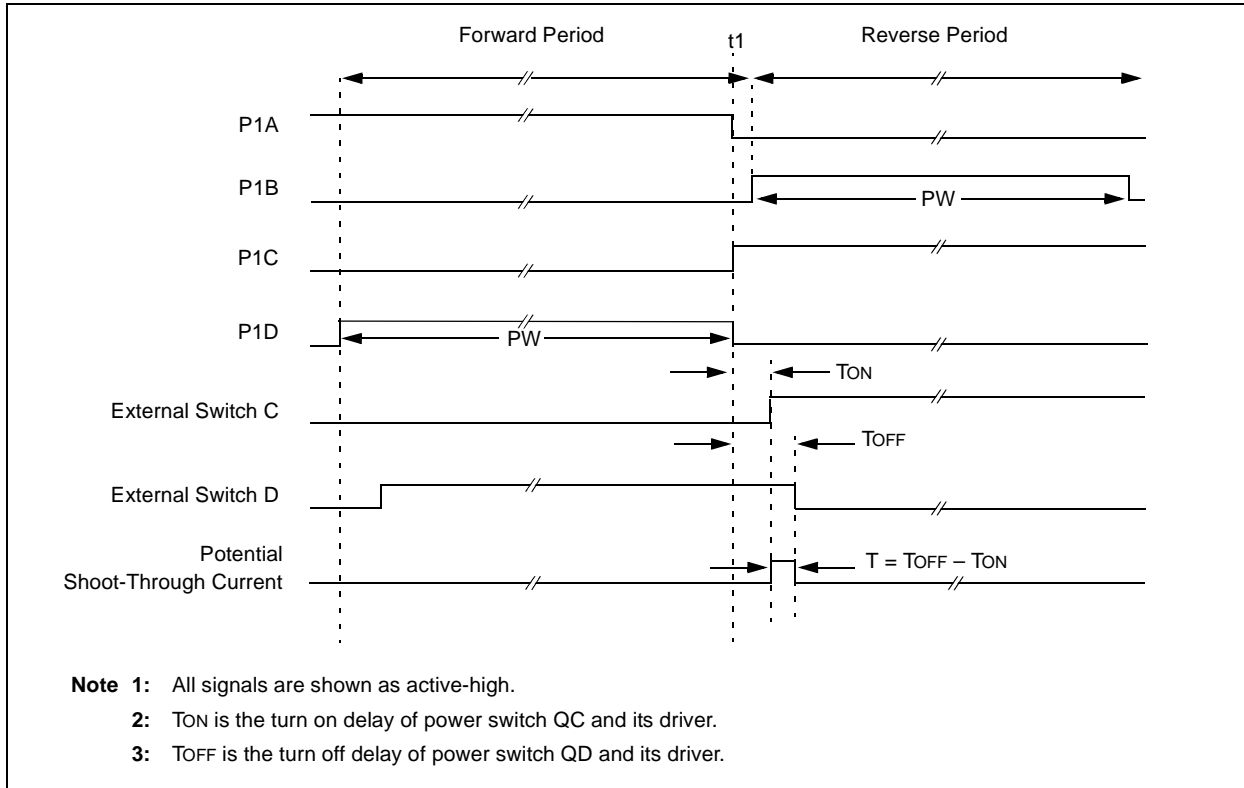 Forward Period
t1
Reverse Period
P1A
P1B
PW
P1C
P1D
PW
TON
External Switch C
TOFF
External Switch D
Potential
Shoot-Through Current
T = TOFF – TON
Note 1: All signals are shown as active-high.
2: TON is the turn on delay of power switch QC and its driver.
3: TOFF is the turn off delay of power switch QD and its driver.